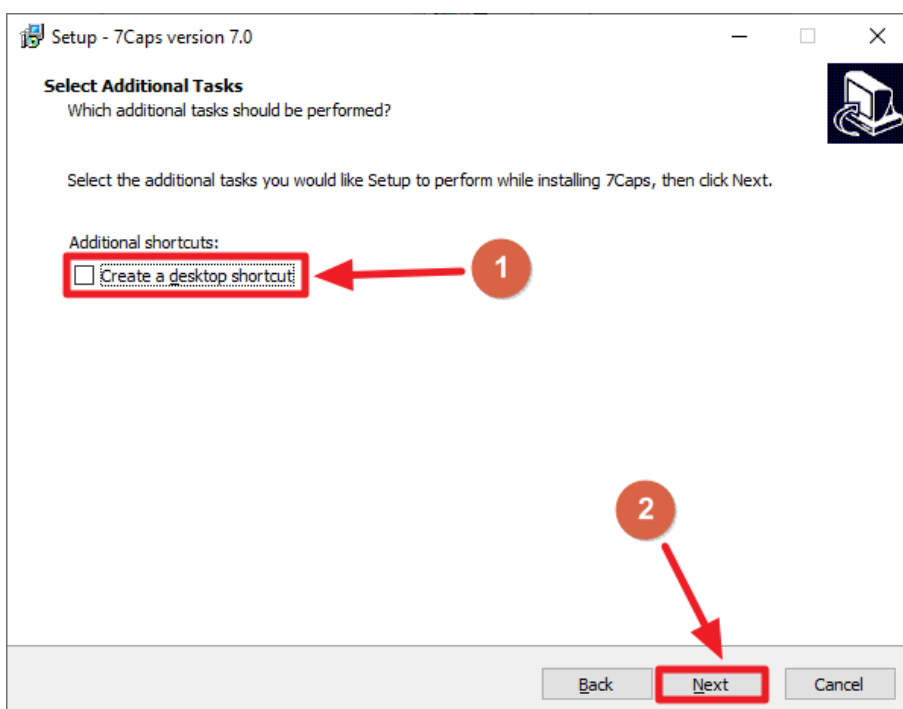 Setup - 7Caps version 7.0
Select Additional Tasks
Which additional tasks should be performed?
Select the additional tasks you would like Setup to perform while installing 7Caps, then click Next.
Additional shortcuts:
Create a desktop shortcut
1
2
Back
Next
Cancel